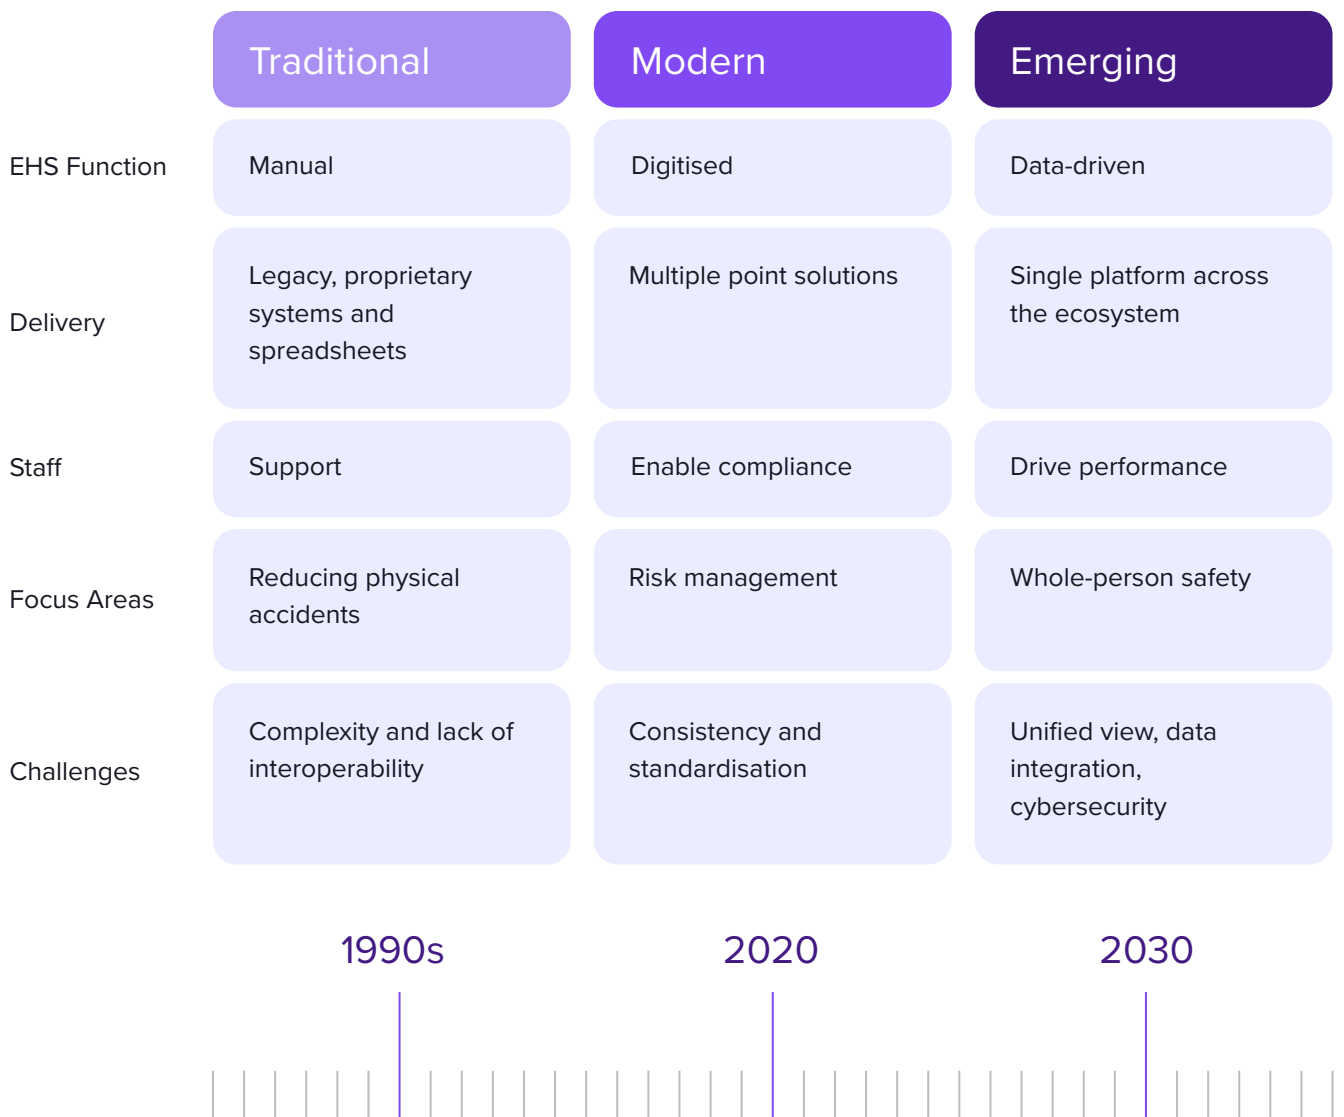 Traditional
Modern
Emerging
EHS Function
Manual
Digitised
Data-driven
Delivery
Legacy, proprietary
systems and
spreadsheets
Multiple point solutions
Single platform across
the ecosystem
Staff
Support
Enable compliance
Drive performance
Focus Areas
Reducing physical
accidents
Risk management
Whole-person safety
Challenges
Complexity and lack of
interoperability
Consistency and
standardisation
Unified view, data
integration,
cybersecurity
1990s
2020
2030